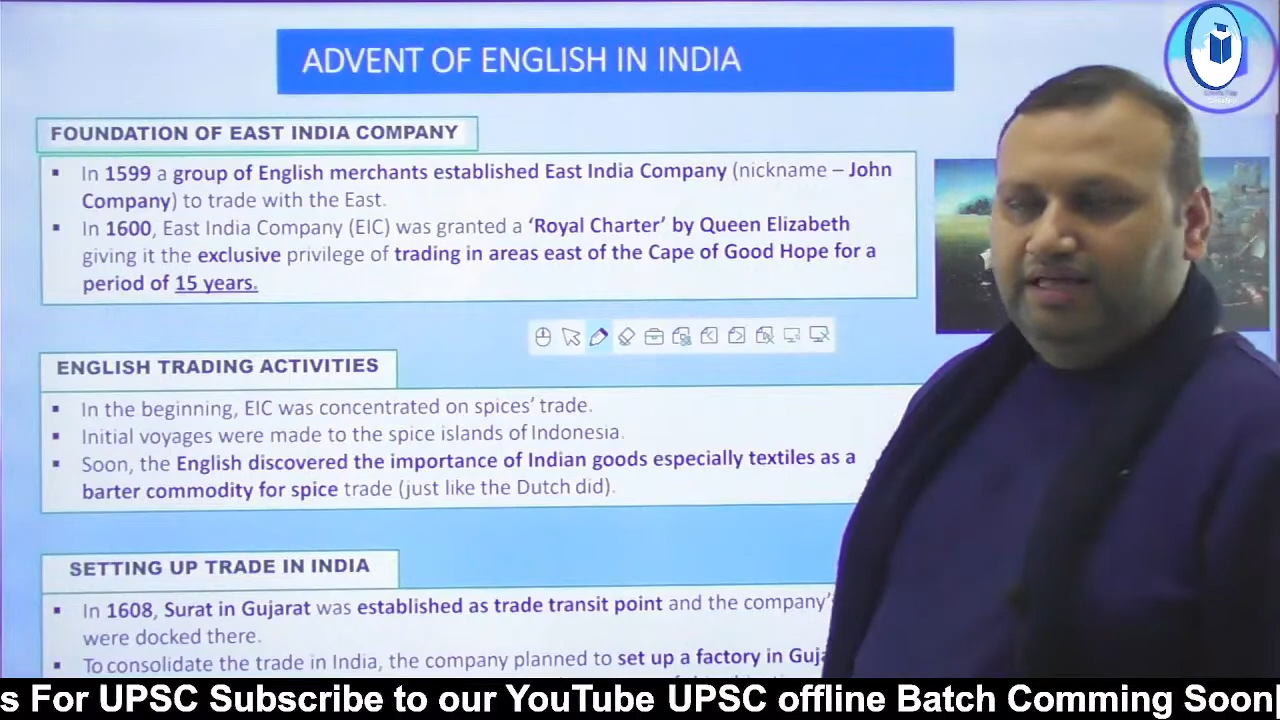 ADVENT OF ENGLISH IN INDIA
FOUNDATION OF EAST INDIA COMPANY
▪ In 1599 a group of English merchants established East India Company (nickname – John
Company) to trade with the East.
▪ In 1600, East India Company (EIC) was granted a ‘Royal Charter’ by Queen Elizabeth
giving it the exclusive privilege of trading in areas east of the Cape of Good Hope for a
period of 15 years.
ENGLISH TRADING ACTIVITIES
▪ In the beginning, EIC was concentrated on spices’ trade.
▪ Initial voyages were made to the spice islands of Indonesia.
▪ Soon, the English discovered the importance of Indian goods especially textiles as a
barter commodity for spice trade (just like the Dutch did).
SETTING UP TRADE IN INDIA
▪ In 1608, Surat in Gujarat was established as trade transit point and the company’
were docked there.
▪ To consolidate the trade in India, the company planned to set up a factory in Guja
s For UPSC Subscribe to our YouTube UPSC offline Batch Comming Soon